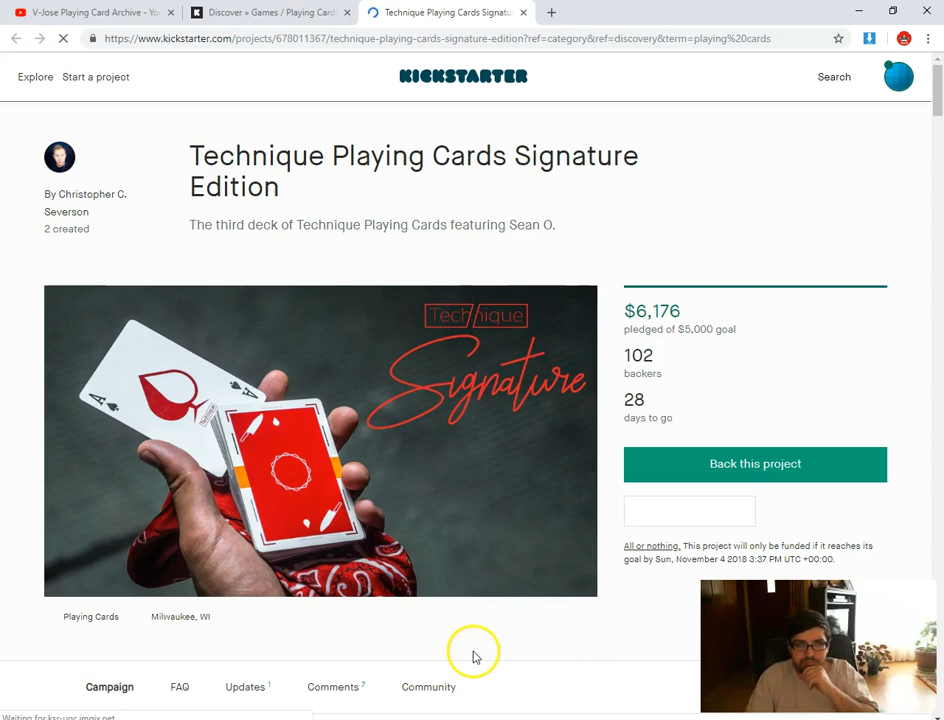 V-Jose Playing Card Archive - Yo
Discover » Games / Playing Card
Technique Playing Cards Signatu
https://www.kickstarter.com/projects/678011367/technique-playing-cards-signature-edition?ref=category&ref=discovery&term=playing%20cards
Explore
Start a project
KICKSTARTER
Search
Technique Playing Cards Signature
Edition
By Christopher C.
Severson
2 created
The third deck of Technique Playing Cards featuring Sean O.
Technique
Signature
A
A
Technique
$6,176
pledged of $5,000 goal
102
backers
28
days to go
Back this project
All or nothing. This project will only be funded if it reaches its
goal by Sun, November 4 2018 3:37 PM UTC +00:00.
Playing Cards
Milwaukee, WI
Campaign
FAQ
Updates 1
Comments 7
Community
Waiting for ksr-ugc.imgix.net